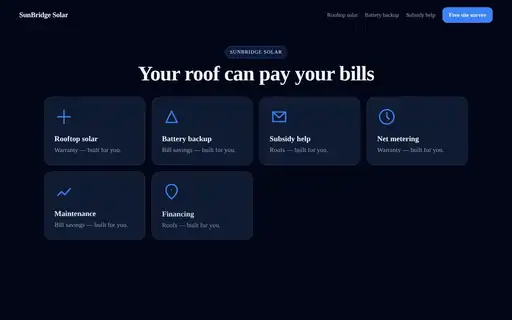 SunBridge Solar
Rooftop solar Battery backup Subsidy help Free site survey
SUNBRIDGE SOLAR
Your roof can pay your bills
Rooftop solar
Warranty — built for you.
Battery backup
Bill savings — built for you.
Subsidy help
Roofs — built for you.
Net metering
Warranty — built for you.
Maintenance
Bill savings — built for you.
Financing
Roofs — built for you.